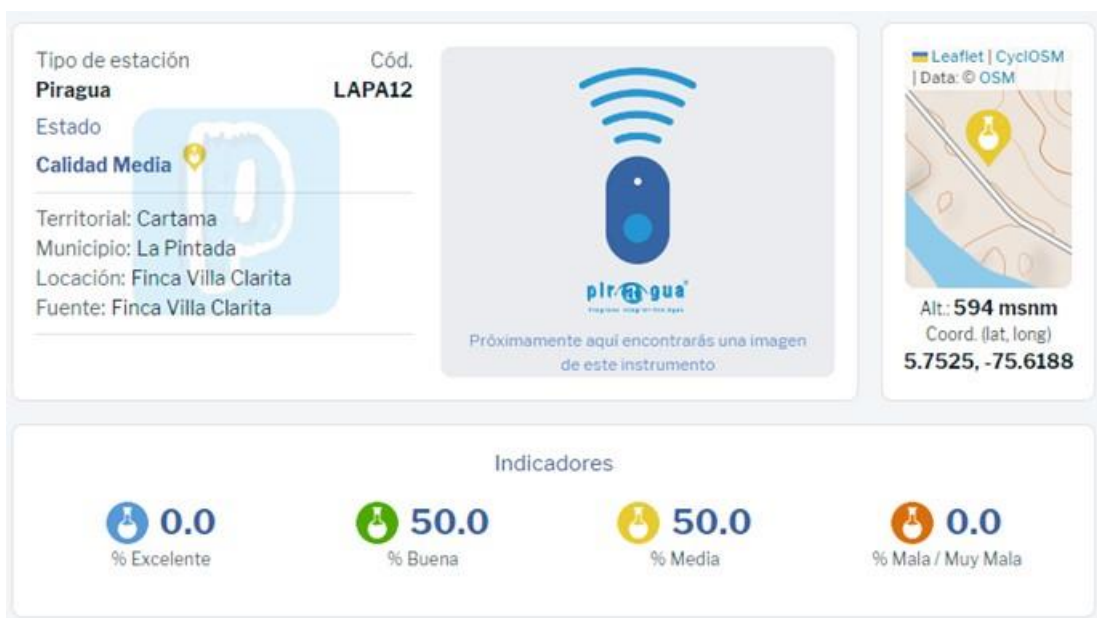 Tipo de estación Cód.
Piragua LAPA12
Estado
Calidad Media
Territorial: Cartama
Municipio: La Pintada
Locación: Finca Villa Clarita
Fuente: Finca Villa Clarita
piragua
Próximamente aquí encontrarás una imagen
de este instrumento
Leaflet | CyclOSM
| Data: © OSM
Alt.: 594 msnm
Coord. (lat, long)
5.7525, -75.6188
Indicadores
0.0
% Excelente
50.0
% Buena
50.0
% Media
0.0
% Mala / Muy Mala